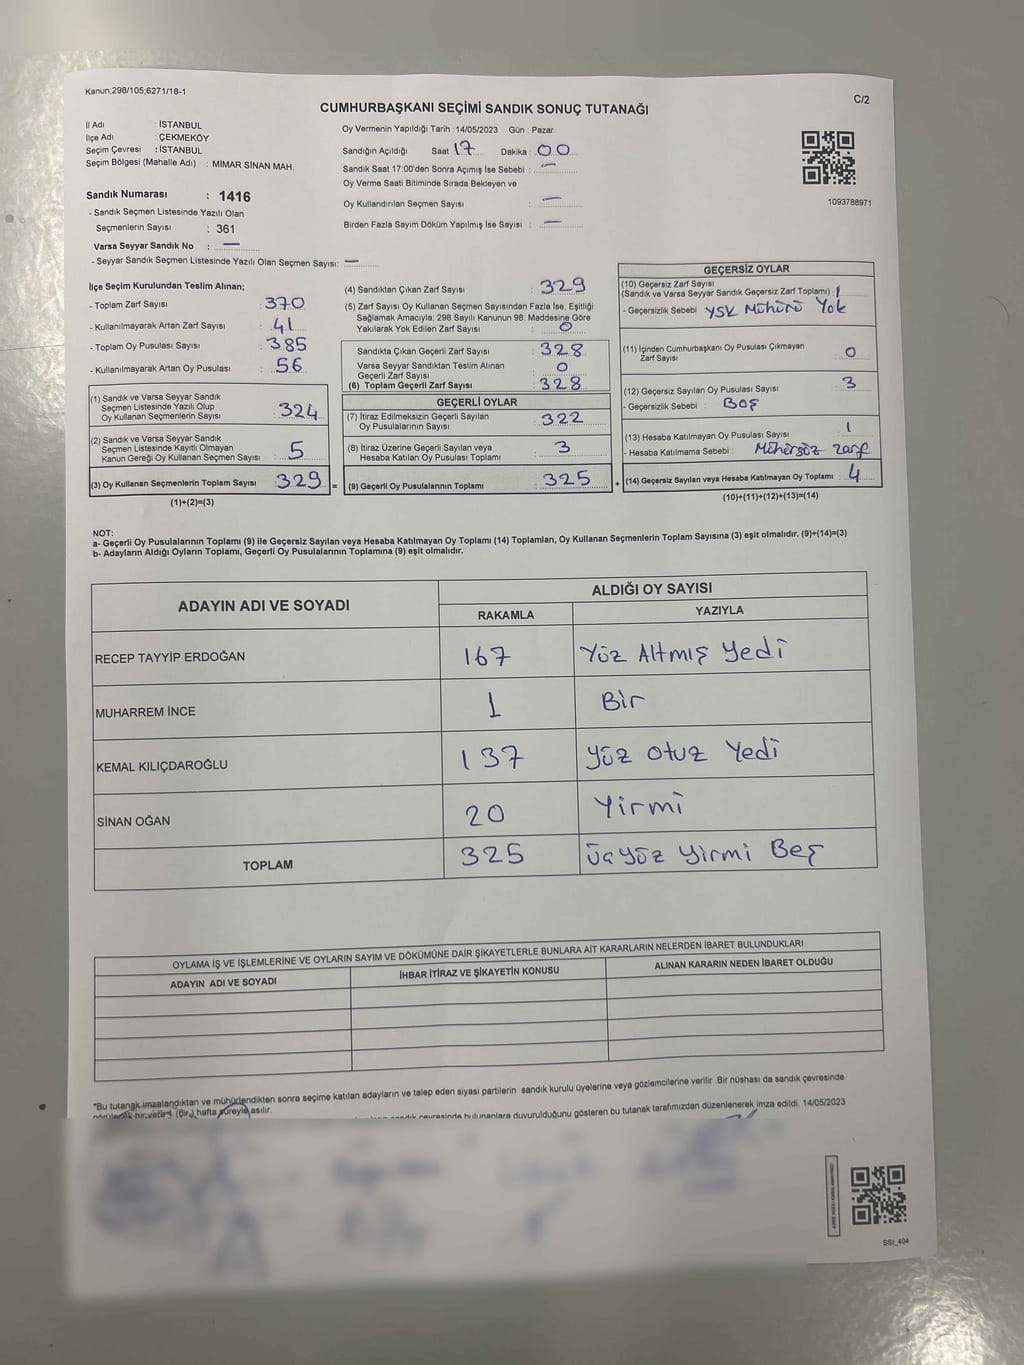 Kanun;298/105;6271/18-1
C/2
CUMHURBAŞKANI SEÇİMİ SANDIK SONUÇ TUTANAĞI
İl Adı : İSTANBUL
İlçe Adı : ÇEKMEKÖY
Seçim Çevresi : İSTANBUL
Seçim Bölgesi (Mahalle Adı) : MİMAR SİNAN MAH.
Sandık Numarası : 1416
- Sandık Seçmen Listesinde Yazılı Olan
Seçmenlerin Sayısı : 361
Varsa Seyyar Sandık No : —
- Seyyar Sandık Seçmen Listesinde Yazılı Olan Seçmen Sayısı: —
Oy Vermenin Yapıldığı Tarih : 14/05/2023 Gün : Pazar
Sandığın Açıldığı Saat 17 Dakika : 00
Sandık Saat 17:00'den Sonra Açımış İse Sebebi : —
Oy Verme Saati Bitiminde Sırada Bekleyen ve
Oy Kullandırılan Seçmen Sayısı : —
Birden Fazla Sayım Döküm Yapılmış İse Sayısı : —
1093788971
İlçe Seçim Kurulundan Teslim Alınan;
- Toplam Zarf Sayısı : 370
- Kullanılmayarak Artan Zarf Sayısı : 41
- Toplam Oy Pusulası Sayısı : 385
- Kullanılmayarak Artan Oy Pusulası : 56
(1) Sandık ve Varsa Seyyar Sandık
Seçmen Listesinde Yazılı Olup
Oy Kullanan Seçmenlerin Sayısı : 324
(2) Sandık ve Varsa Seyyar Sandık
Seçmen Listesinde Kayıtlı Olmayan
Kanun Gereği Oy Kullanan Seçmen Sayısı : 5
(3) Oy Kullanan Seçmenlerin Toplam Sayısı : 329 =
(1)+(2)=(3)
(4) Sandıktan Çıkan Zarf Sayısı : 329
(5) Zarf Sayısı Oy Kullanan Seçmen Sayısından Fazla İse, Eşitliği
Sağlamak Amacıyla; 298 Sayılı Kanunun 98. Maddesine Göre
Yakılarak Yok Edilen Zarf Sayısı : 0
Sandıkta Çıkan Geçerli Zarf Sayısı : 328
Varsa Seyyar Sandıktan Teslim Alınan
Geçerli Zarf Sayısı : 0
(6) Toplam Geçerli Zarf Sayısı : 328
GEÇERLİ OYLAR
(7) İtiraz Edilmeksizin Geçerli Sayılan
Oy Pusulalarının Sayısı : 322
(8) İtiraz Üzerine Geçerli Sayılan veya
Hesaba Katılan Oy Pusulası Toplamı : 3
(9) Geçerli Oy Pusulalarının Toplamı : 325 +
GEÇERSİZ OYLAR
(10) Geçersiz Zarf Sayısı
(Sandık ve Varsa Seyyar Sandık Geçersiz Zarf Toplamı) : 1
- Geçersizlik Sebebi : YSK Mühürü Yok
(11) İçinden Cumhurbaşkanı Oy Pusulası Çıkmayan
Zarf Sayısı : 0
(12) Geçersiz Sayılan Oy Pusulası Sayısı : 3
- Geçersizlik Sebebi : BOŞ
(13) Hesaba Katılmayan Oy Pusulası Sayısı : 1
- Hesaba Katılmama Sebebi : Mühersüz zarf
(14) Geçersiz Sayılan veya Hesaba Katılmayan Oy Toplamı : 4
(10)+(11)+(12)+(13)=(14)
NOT:
a- Geçerli Oy Pusulalarının Toplamı (9) ile Geçersiz Sayılan veya Hesaba Katılmayan Oy Toplamı (14) Toplamları, Oy Kullanan Seçmenlerin Toplam Sayısına (3) eşit olmalıdır. (9)+(14)=(3)
b- Adayların Aldığı Oyların Toplamı, Geçerli Oy Pusulalarının Toplamına (9) eşit olmalıdır.
ADAYIN ADI VE SOYADI
ALDIĞI OY SAYISI
RAKAMLA YAZIYLA
RECEP TAYYİP ERDOĞAN 167 Yüz Altmış Yedi
MUHARREM İNCE 1 Bir
KEMAL KILIÇDAROĞLU 137 Yüz Otuz Yedi
SİNAN OĞAN 20 Yirmi
TOPLAM 325 Üçyüz Yirmi Beş
OYLAMA İŞ VE İŞLEMLERİNE VE OYLARIN SAYIM VE DÖKÜMÜNE DAİR ŞİKAYETLERLE BUNLARA AİT KARARLARIN NELERDEN İBARET BULUNDUKLARI
ADAYIN ADI VE SOYADI İHBAR İTİRAZ VE ŞİKAYETİN KONUSU ALINAN KARARIN NEDEN İBARET OLDUĞU
*Bu tutanak imzalandıktan ve mühürlendikten sonra seçime katılan adayların ve talep eden siyasi partilerin sandık kurulu üyelerine veya gözlemcilerine verilir. Bir nüshası da sandık çevresinde
(Bir) hafta süreyle asılır.
bulunanlara duyurulduğunu gösteren bu tutanak tarafımızdan düzenlenerek imza edildi. 14/05/2023
SSI_404